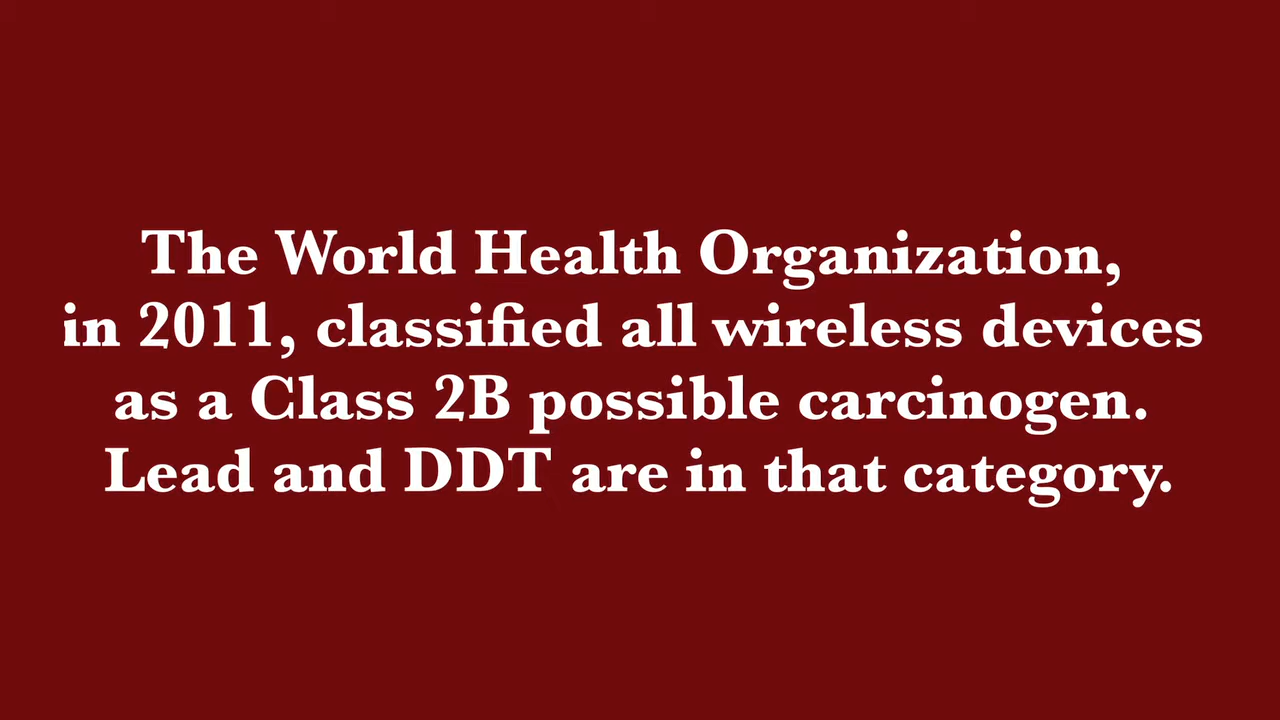 The World Health Organization,
in 2011, classified all wireless devices
as a Class 2B possible carcinogen.
Lead and DDT are in that category.